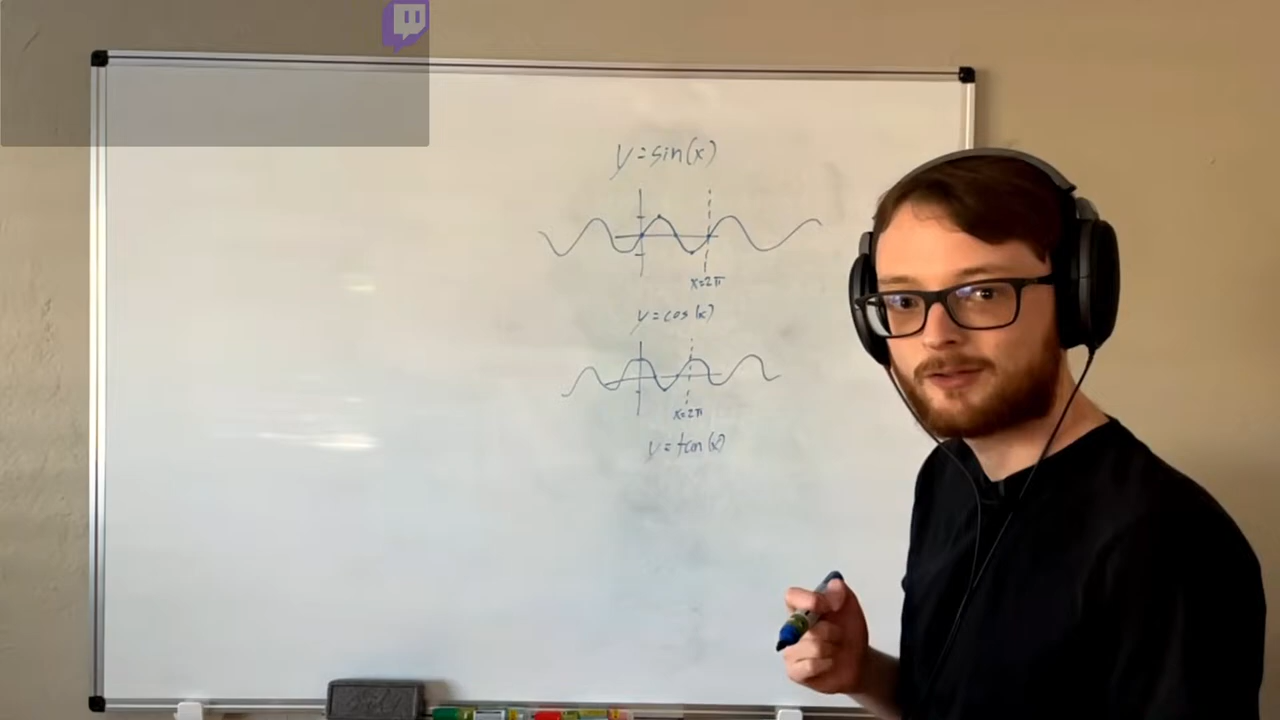 y=sin(x)
x=2π
y=cos(x)
x=2π
y=tan(x)